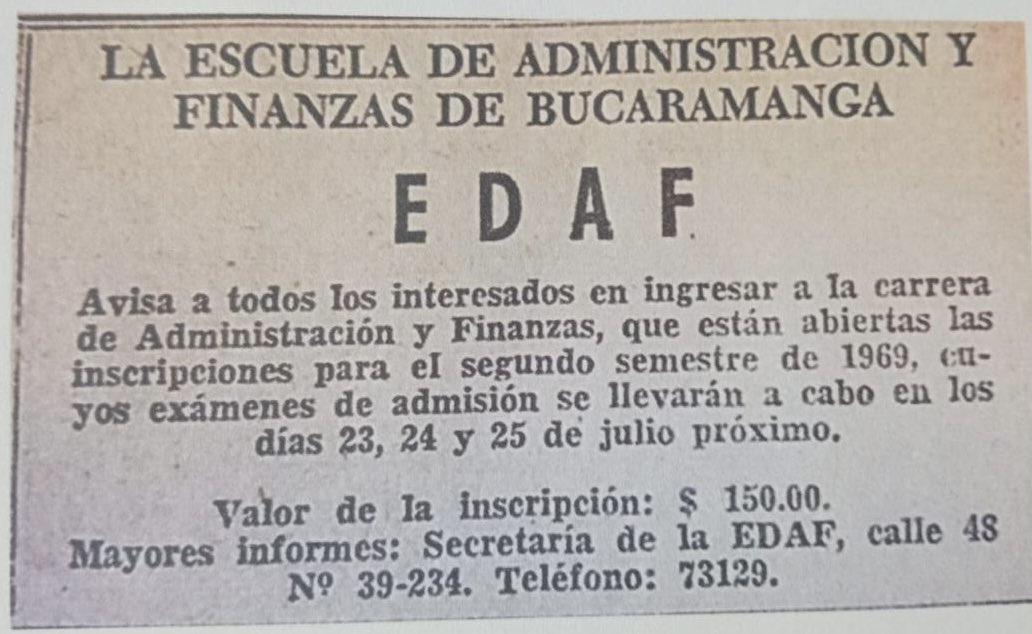 LA ESCUELA DE ADMINISTRACION Y
FINANZAS DE BUCARAMANGA
EDAF
Avisa a todos los interesados en ingresar a la carrera
de Administración y Finanzas, que están abiertas las
inscripciones para el segundo semestre de 1969, cu-
yos exámenes de admisión se llevarán a cabo en los
días 23, 24 y 25 de julio próximo.
Valor de la inscripción: $ 150.00.
Mayores informes: Secretaría de la EDAF, calle 48
Nº 39-234. Teléfono: 73129.